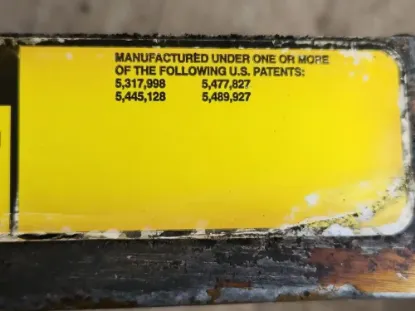 MANUFACTURED UNDER ONE OR MORE
OF THE FOLLOWING U.S. PATENTS:
5,317,998 5,477,827
5,445,128 5,489,927